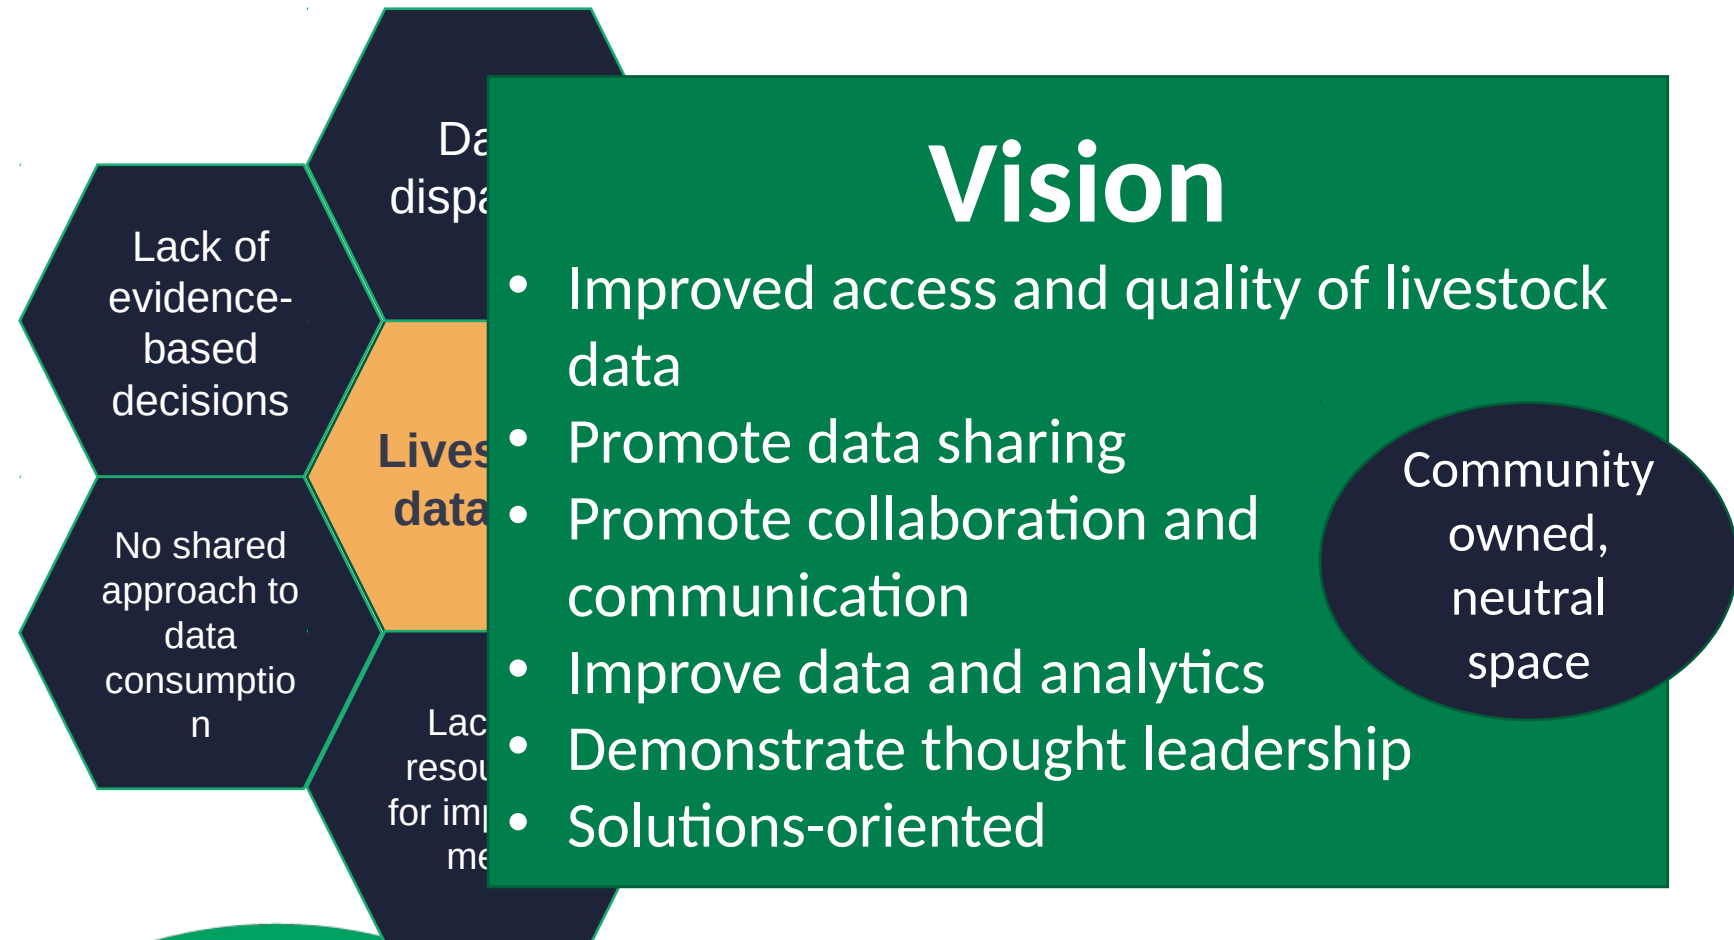 Lack of
evidence-
based
decisions
No shared
approach to
data
consumptio
n
data
for
Vision
• Improved access and quality of livestock
data
• Promote data sharing
• Promote collaboration and
communication
• Improve data and analytics
• Demonstrate thought leadership
• Solutions-oriented
Community
owned,
neutral
space